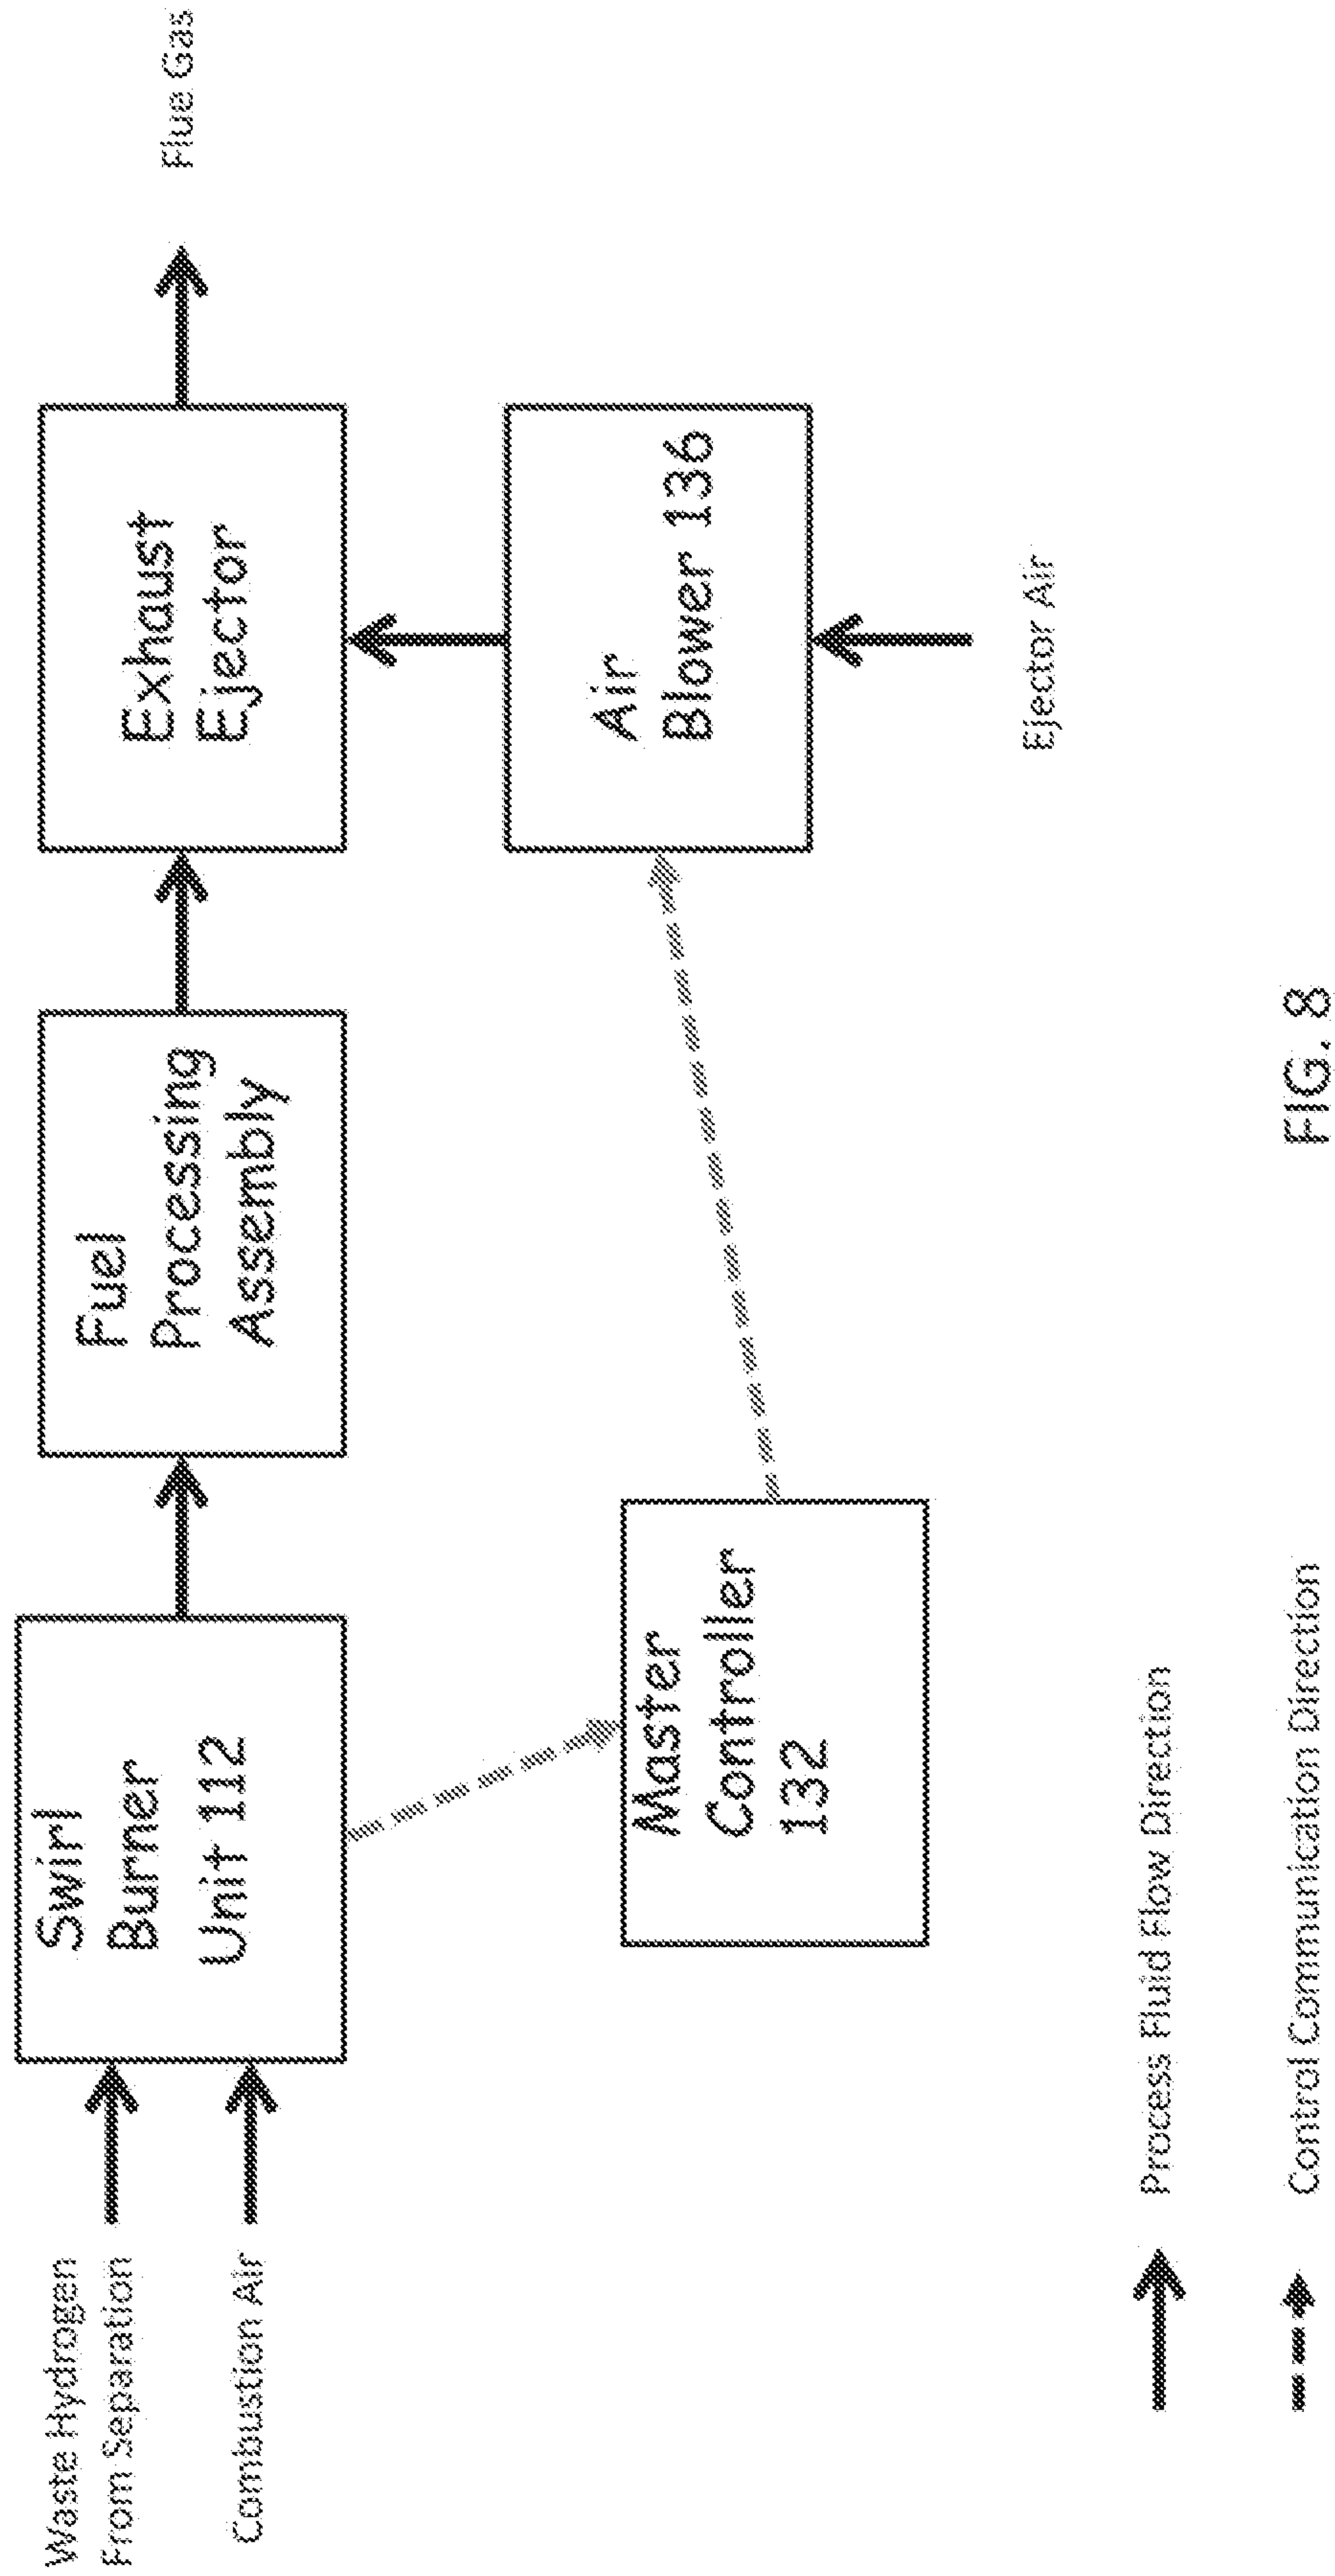 Waste Hydrogen
From Separation
Combustion Air
Swirl
Burner
Unit 112
Fuel
Processing
Assembly
Exhaust
Ejector
Flue Gas
Master
Controller
132
Air
Blower 136
Ejector Air
Process Fluid Flow Direction
Control Communication Direction
FIG. 8